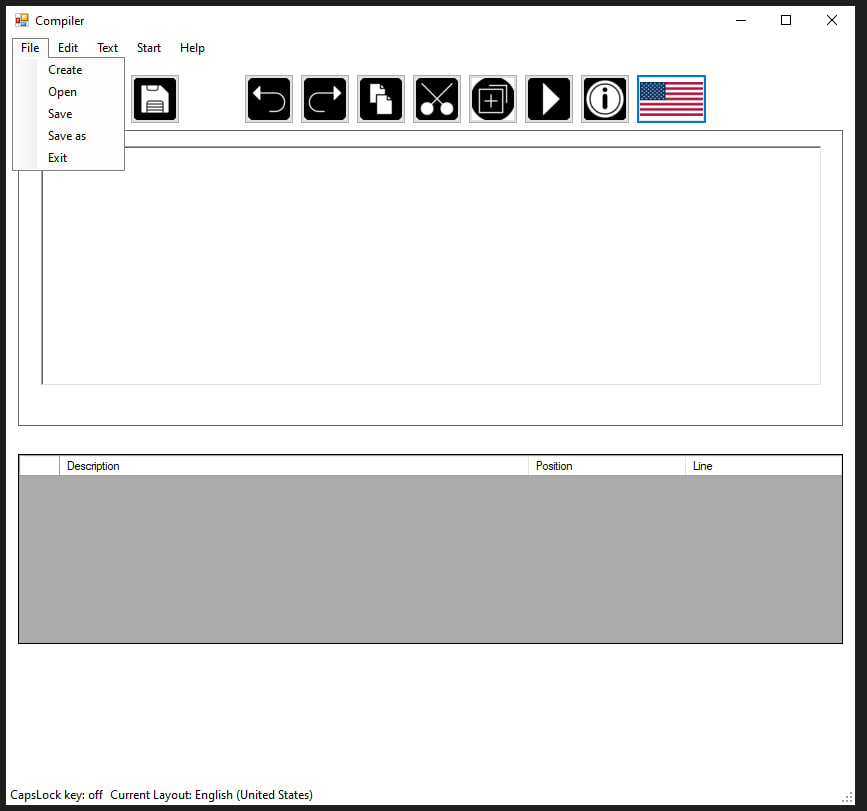 Compiler
File Edit Text Start Help
Create
Open
Save
Save as
Exit
Description Position Line
CapsLock key: off Current Layout: English (United States)